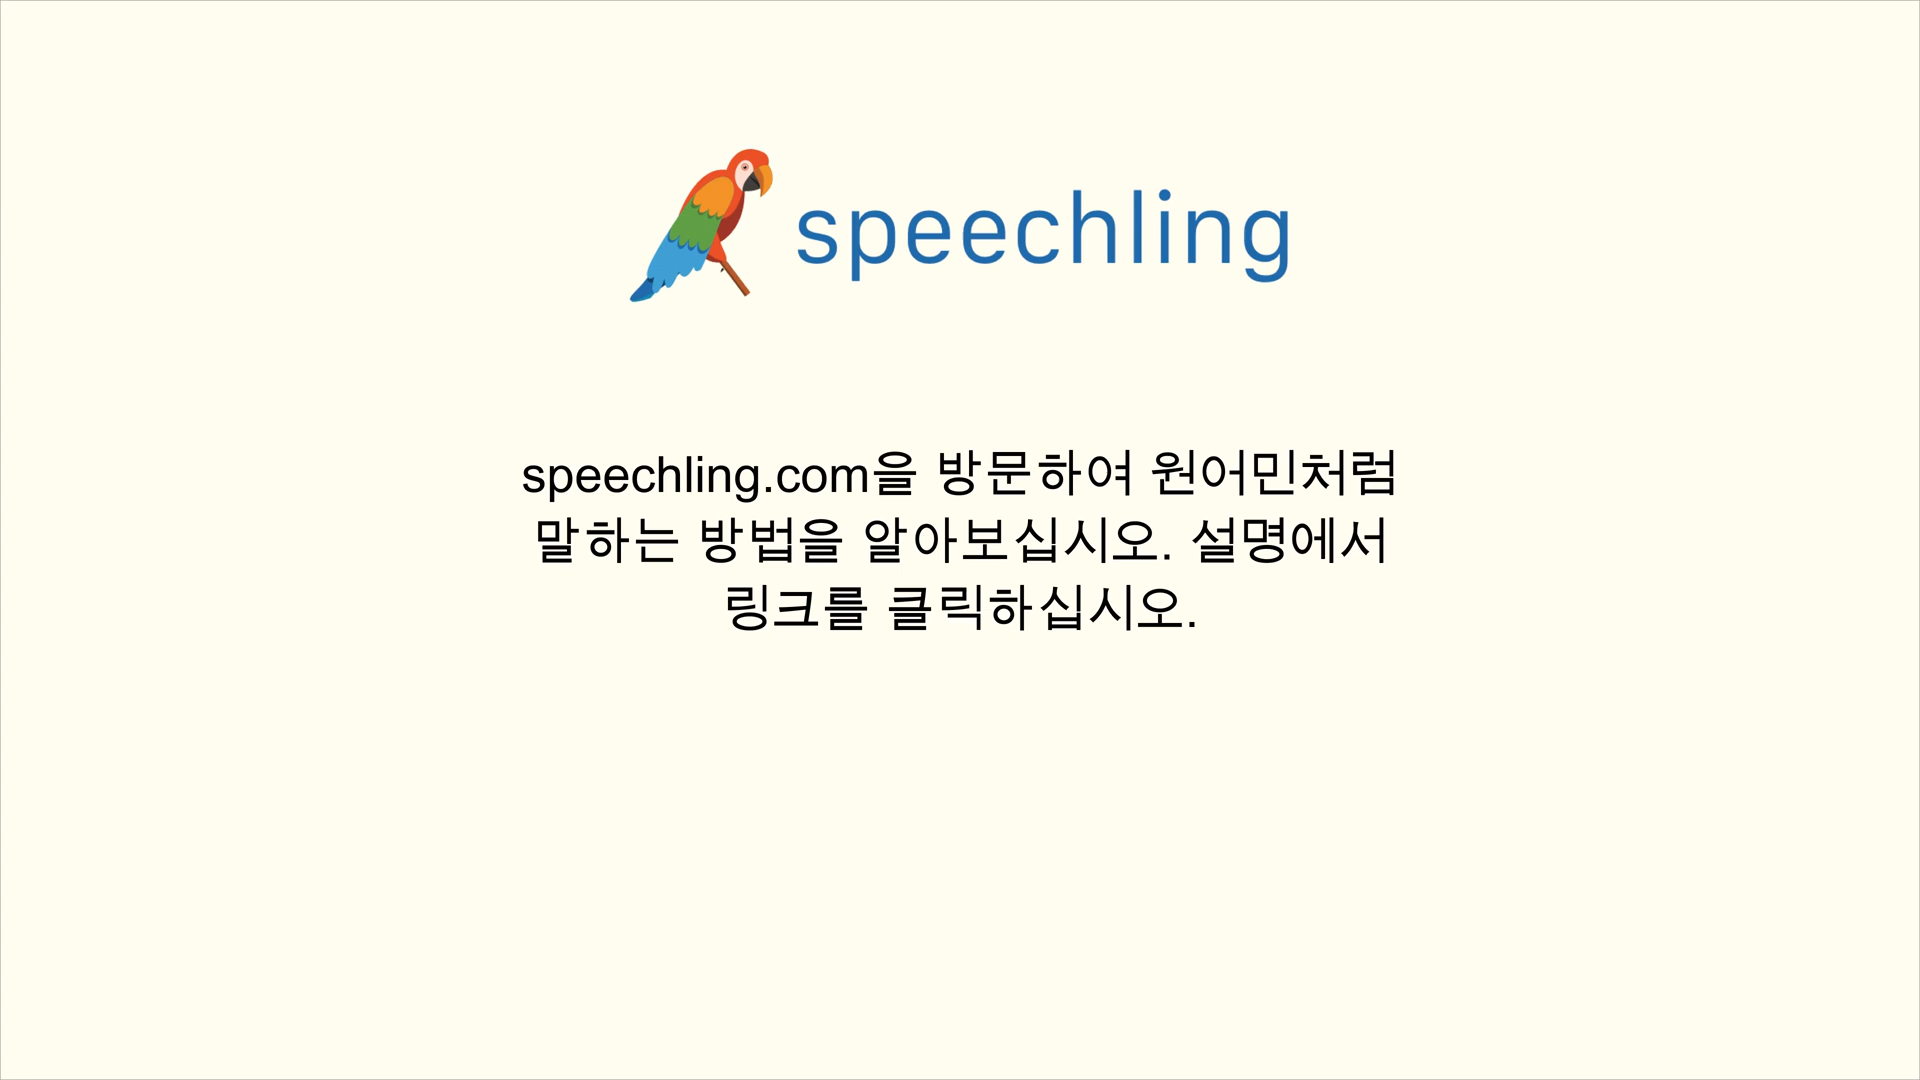 speechling
speechling.com을 방문하여 원어민처럼
말하는 방법을 알아보십시오. 설명에서
링크를 클릭하십시오.